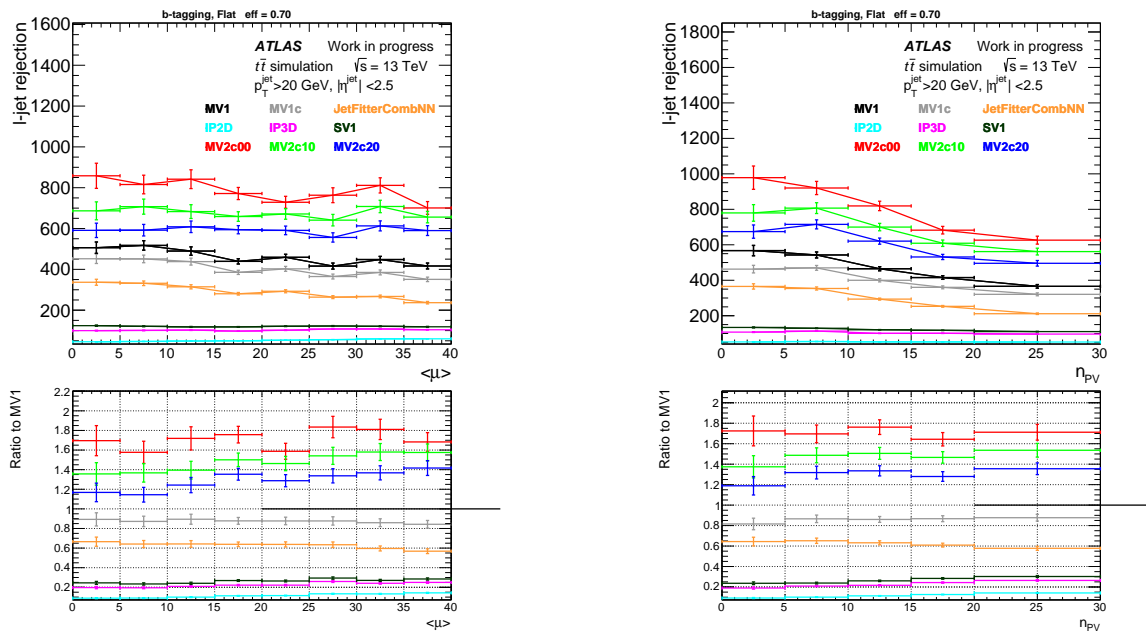 b-tagging, Flat eff = 0.70
l-jet rejection
1600
1400
1200
1000
800
600
400
200
ATLAS Work in progress
tt̄ simulation √s = 13 TeV
p_T^jet >20 GeV, |η^jet| <2.5
MV1 MV1c JetFitterCombNN
IP2D IP3D SV1
MV2c00 MV2c10 MV2c20
0 5 10 15 20 25 30 35 40
<μ>
Ratio to MV1
2.2
2
1.8
1.6
1.4
1.2
1
0.8
0.6
0.4
0.2
0 5 10 15 20 25 30 35 40
<μ>
b-tagging, Flat eff = 0.70
l-jet rejection
1800
1600
1400
1200
1000
800
600
400
200
ATLAS Work in progress
tt̄ simulation √s = 13 TeV
p_T^jet >20 GeV, |η^jet| <2.5
MV1 MV1c JetFitterCombNN
IP2D IP3D SV1
MV2c00 MV2c10 MV2c20
0 5 10 15 20 25 30
n_PV
Ratio to MV1
2
1.8
1.6
1.4
1.2
1
0.8
0.6
0.4
0.2
0 5 10 15 20 25 30
n_PV